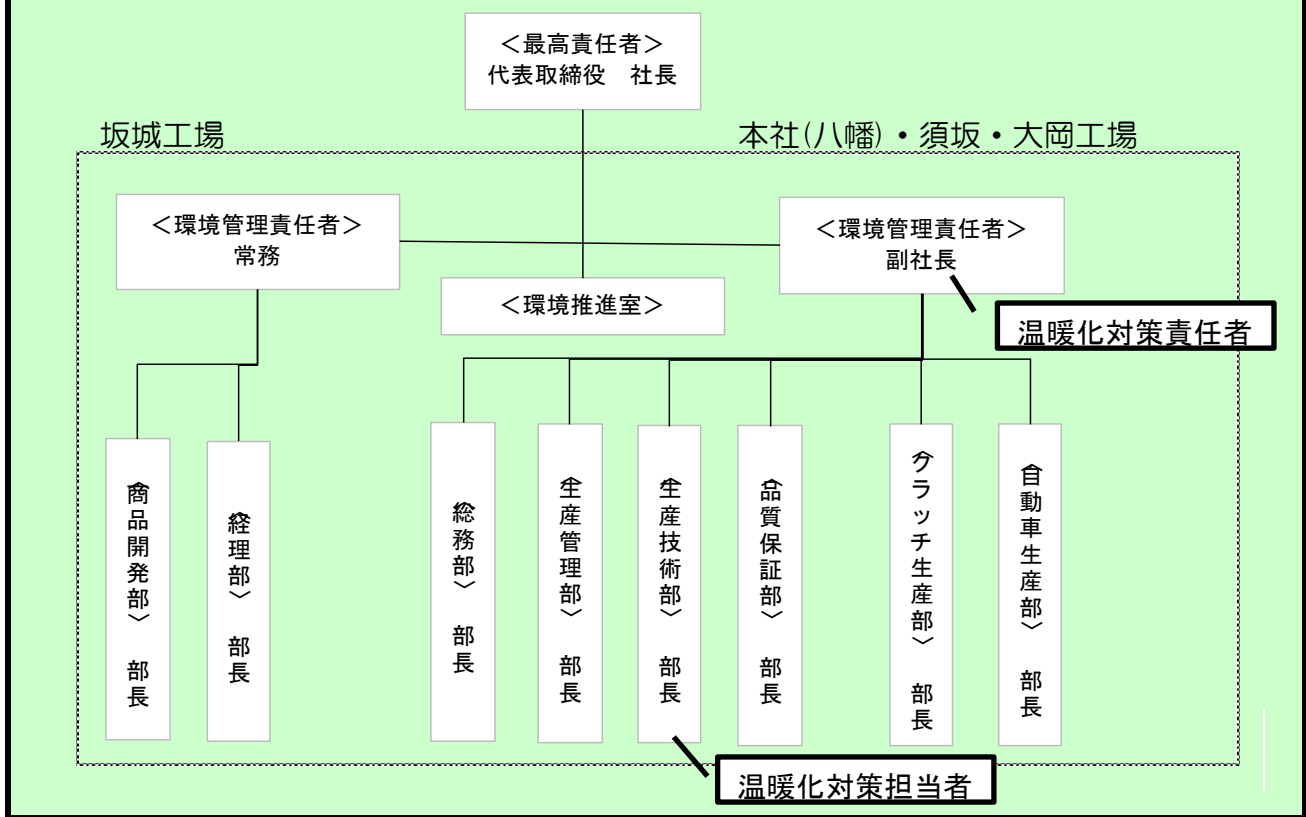 ＜最高責任者＞
代表取締役　社長
坂城工場
本社(八幡)・須坂・大岡工場
＜環境管理責任者＞
常務
＜環境管理責任者＞
副社長
＜環境推進室＞
温暖化対策責任者
〈商品開発部〉　部長
〈経理部〉　部長
〈総務部〉　部長
〈生産管理部〉　部長
〈生産技術部〉　部長
〈品質保証部〉　部長
〈クラッチ生産部〉　部長
〈自動車生産部〉　部長
温暖化対策担当者